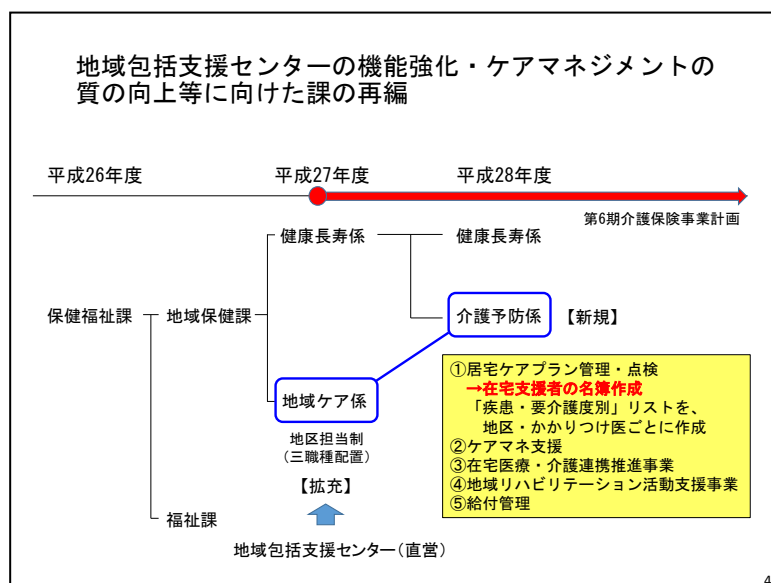 地域包括支援センターの機能強化・ケアマネジメントの
質の向上等に向けた課の再編
平成26年度
平成27年度
平成28年度
第6期介護保険事業計画
健康長寿係
健康長寿係
保健福祉課
地域保健課
介護予防係
【新規】
地域ケア係
地区担当制
（三職種配置）
【拡充】
福祉課
地域包括支援センター（直営）
①居宅ケアプラン管理・点検
→在宅支援者の名簿作成
「疾患・要介護度別」リストを、
地区・かかりつけ医ごとに作成
②ケアマネ支援
③在宅医療・介護連携推進事業
④地域リハビリテーション活動支援事業
⑤給付管理
4